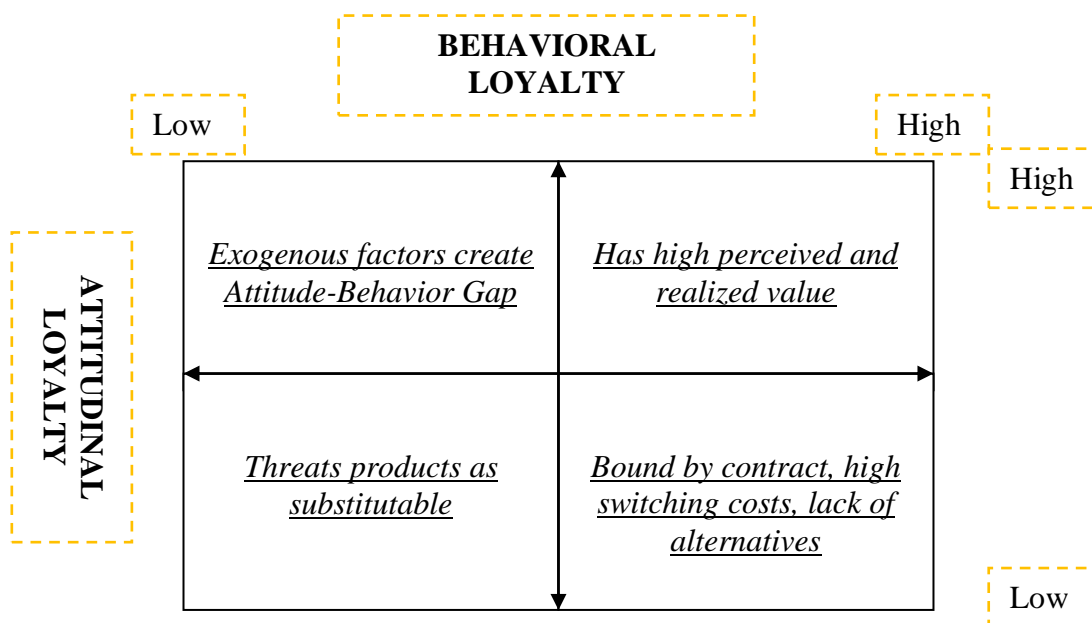 BEHAVIORAL
LOYALTY
Low
High
High
Exogenous factors create
Attitude-Behavior Gap
Has high perceived and
realized value
ATTITUDINAL
LOYALTY
Threats products as
substitutable
Bound by contract, high
switching costs, lack of
alternatives
Low